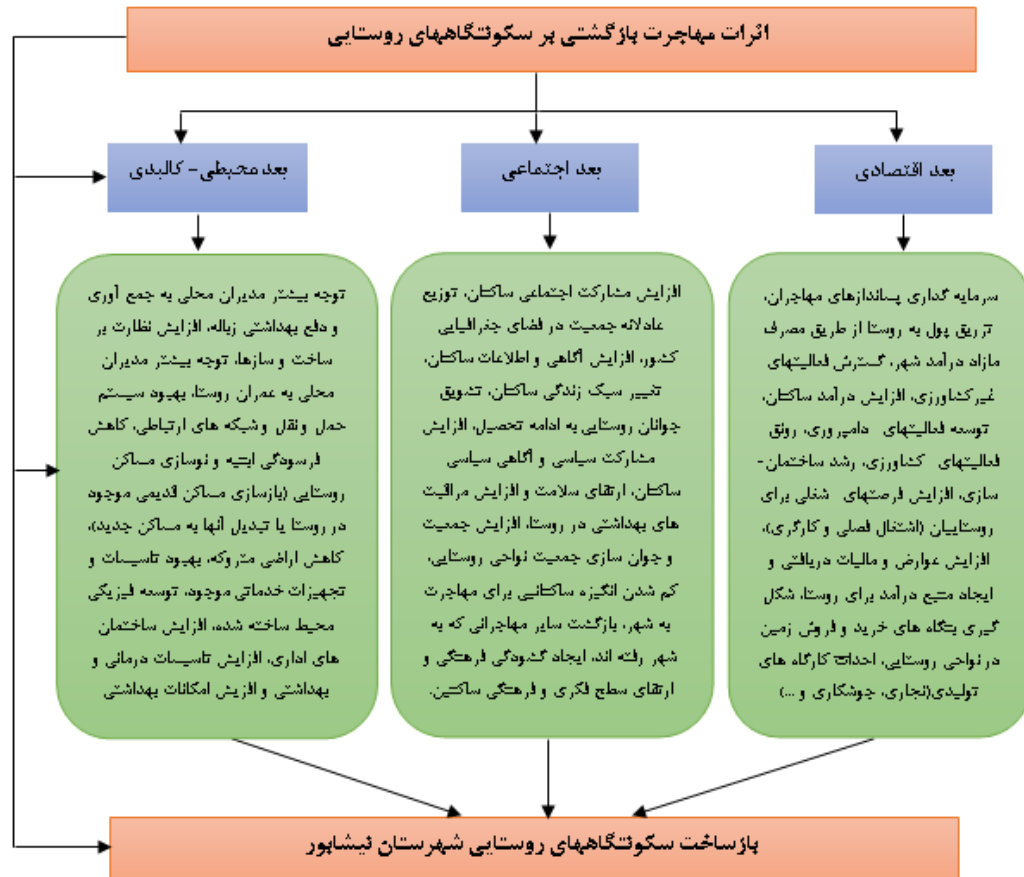 اثرات مهاجرت بازگشتی بر سکونتگاههای روستایی
بعد اقتصادی
بعد اجتماعی
بعد محیطی- کالبدی
سرمایه گذاری پساندازهای مهاجران،
تزریق پول به روستا از طریق مصرف
مازاد درآمد شهر، گسترش فعالیتهای
غیرکشاورزی، افزایش درآمد ساکنان،
توسعه فعالیتهای دامپروری، رونق
فعالیتهای کشاورزی، رشد ساختمان-
سازی، افزایش فرصتهای شغلی برای
روستاییان (اشتغال فصلی و کارگری)،
افزایش عوارض و مالیات دریافتی و
ایجاد منبع درآمد برای روستا، شکل
گیری بنگاه های خرید و فروش زمین
در نواحی روستایی، احداث کارگاه های
تولیدی(نجاری، جوشکاری و ...)
افزایش مشارکت اجتماعی ساکنان، توزیع
عادلانه جمعیت در فضای جغرافیایی
کشور، افزایش آگاهی و اطلاعات ساکنان،
تغییر سبک زندگی ساکنان، تشویق
جوانان روستایی به ادامه تحصیل، افزایش
مشارکت سیاسی و آگاهی سیاسی
ساکنان، ارتقای سلامت و افزایش مراقبت
های بهداشتی در روستا، افزایش جمعیت
و جوان سازی جمعیت نواحی روستایی،
کم شدن انگیزه ساکنانی برای مهاجرت
به شهر، بازگشت سایر مهاجرانی که به
شهر رفته اند، ایجاد گشودگی فرهنگی و
ارتقای سطح فکری و فرهنگی ساکنین.
توجه بیشتر مدیران محلی به جمع آوری
و دفع بهداشتی زباله، افزایش نظارت بر
ساخت و سازها، توجه بیشتر مدیران
محلی به عمران روستا، بهبود سیستم
حمل ونقل و شبکه های ارتباطی، کاهش
فرسودگی ابنیه و نوسازی مساکن
روستایی (بازسازی مساکن قدیمی موجود
در روستا یا تبدیل آنها به مساکن جدید)،
کاهش اراضی متروکه، بهبود تاسیسات و
تجهیزات خدماتی موجود، توسعه فیزیکی
محیط ساخته شده، افزایش ساختمان
های اداری، افزایش تاسیسات درمانی و
بهداشتی و افزیش امکانات بهداشتی
بازساخت سکونتگاههای روستایی شهرستان نیشابور